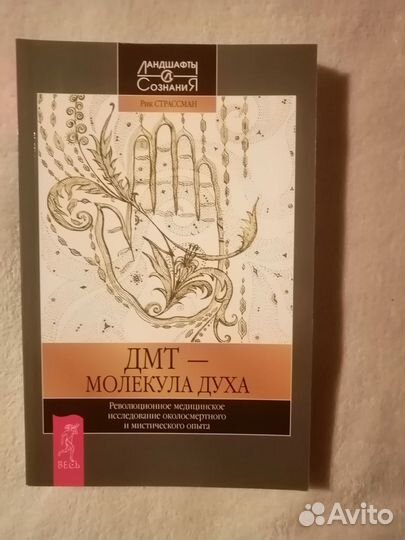 ЛАНДШАФТЫ
СОЗНАНИЯ
Рик СТРАССМАН
ДМТ —
МОЛЕКУЛА ДУХА
Революционное медицинское
исследование околосмертного
и мистического опыта
ВЕСЬ
Avito